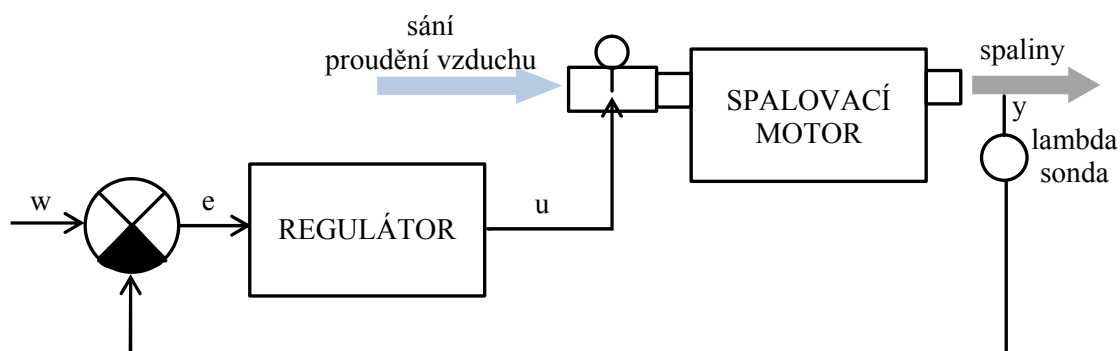 sání
proudění vzduchu
spaliny
SPALOVACÍ
MOTOR
y
lambda
sonda
w
e
REGULÁTOR
u